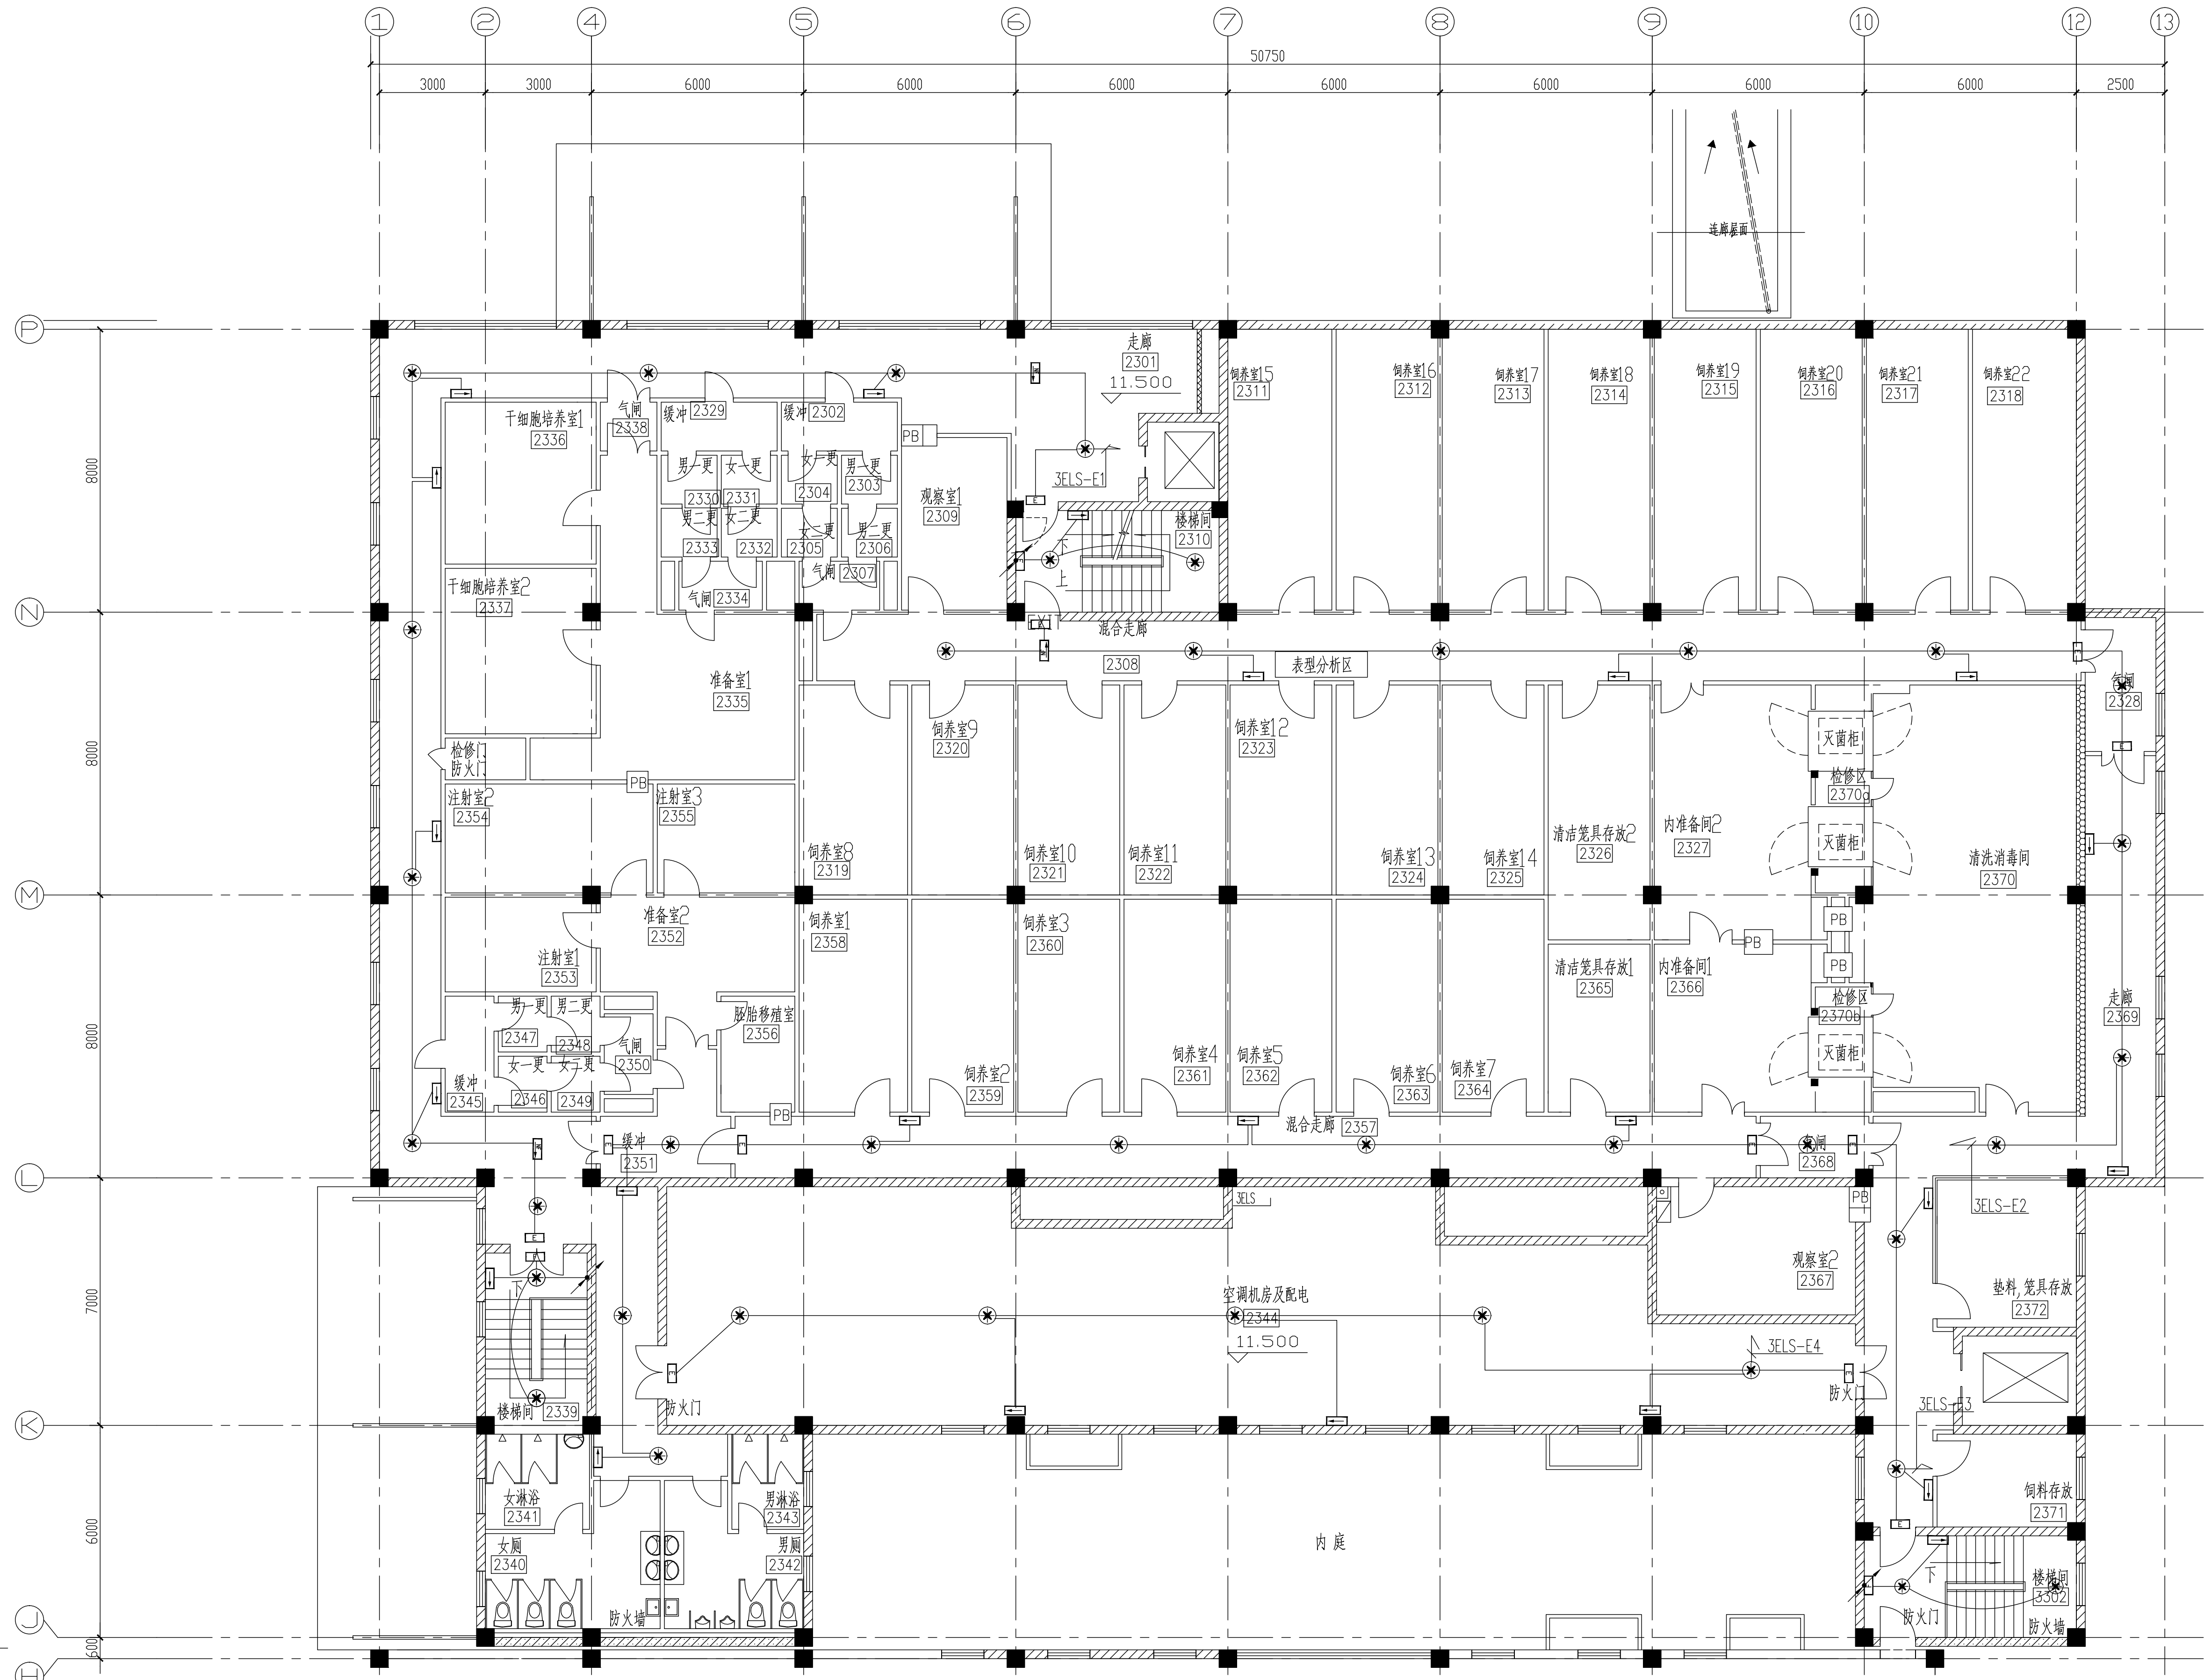 1 2 4 5 6 7 8 9 10 12 13
50750
3000 3000 6000 6000 6000 6000 6000 6000 6000 2500
连廊屋面
P
走廊
2301
11.500
饲养室15
2311
饲养室16
2312
饲养室17
2313
饲养室18
2314
饲养室19
2315
饲养室20
2316
饲养室21
2317
饲养室22
2318
干细胞培养室1
2336
气闸
2338
缓冲 2329
缓冲 2302
PB
8000
男一更
2330
女一更
2331
女一更
2304
男一更
2303
观察室1
2309
3ELS-E1
E
男二更
2333
女二更
2332
女二更
2305
男二更
2306
楼梯间
2310
下
上
气闸 2307
气闸 2334
干细胞培养室2
2337
N
EXIT
E
混合走廊
2308
表型分析区
E
准备室1
2335
气闸
2328
E
饲养室9
2320
饲养室12
2323
灭菌柜
检修门
防火门
8000
PB
检修区
2370a
注射室2
2354
注射室3
2355
饲养室8
2319
饲养室10
2321
饲养室11
2322
饲养室13
2324
饲养室14
2325
清洁笼具存放2
2326
内准备间2
2327
灭菌柜
清洗消毒间
2370
M
准备室2
2352
饲养室1
2358
饲养室3
2360
PB
PB
PB
注射室1
2353
清洁笼具存放1
2365
内准备间1
2366
检修区
2370b
走廊
2369
8000
男一更
2347
男二更
2348
胚胎移殖室
2356
气闸
2350
女一更
2346
女二更
2349
缓冲
2345
饲养室2
2359
饲养室4
2361
饲养室5
2362
饲养室6
2363
饲养室7
2364
灭菌柜
PB
混合走廊 2357
缓冲
2351
E
E
E
E
气闸
2368
L
3ELS
PB
3ELS-E2
E
E
下
观察室2
2367
垫料,笼具存放
2372
7000
空调机房及配电
2344
11.500
3ELS-E4
E
E
防火门
防火门
楼梯间 2339
3ELS-E3
K
女淋浴
2341
男淋浴
2343
饲料存放
2371
6000
女厕
2340
男厕
2342
内 庭
E
下
楼梯间
3302
防火墙
防火门
防火墙
J
600
H